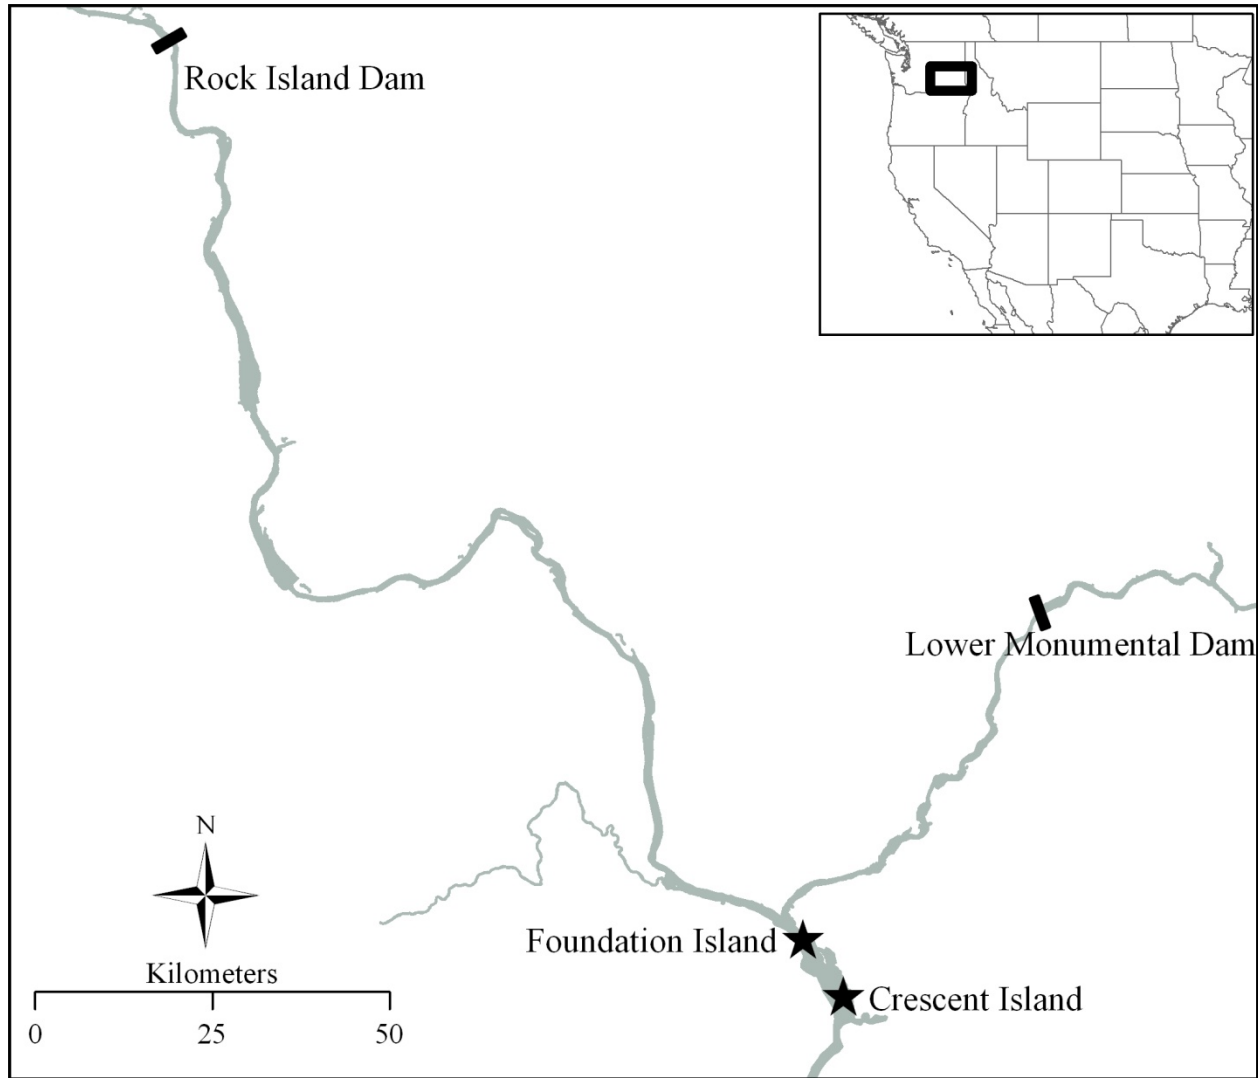 Rock Island Dam
Lower Monumental Dam
N
Foundation Island
Kilometers
Crescent Island
0 25 50